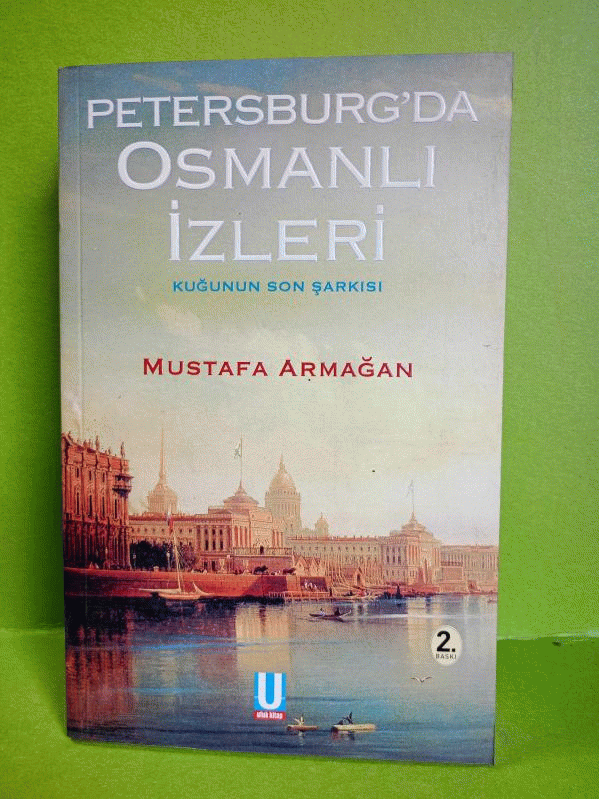 PETERSBURG'DA
OSMANLI
İZLERİ
KUĞUNUN SON ŞARKISI
MUSTAFA ARMAĞAN
2.
BASKI
U
ufuk kitap